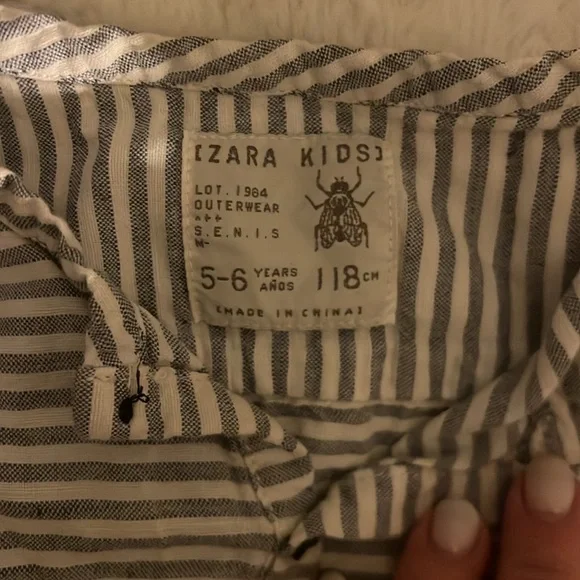 [ZARA KIDS]
LOT. 1984
OUTERWEAR
A++
S.E.N.I.S
M-
5-6 YEARS AÑOS 118CM
[MADE IN CHINA]